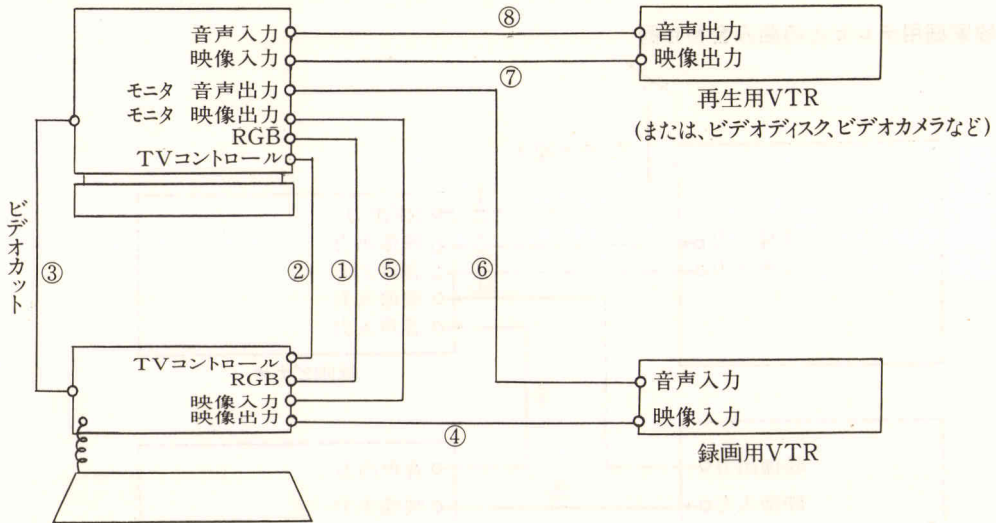 ⑧
音声入力
映像入力
⑦
モニタ 音声出力
モニタ 映像出力
RGB
TVコントロール
音声出力
映像出力
再生用VTR
(または、ビデオディスク、ビデオカメラなど)
ビデオカット
③
②
①
⑤
⑥
TVコントロール
RGB
映像入力
映像出力
④
音声入力
映像入力
録画用VTR